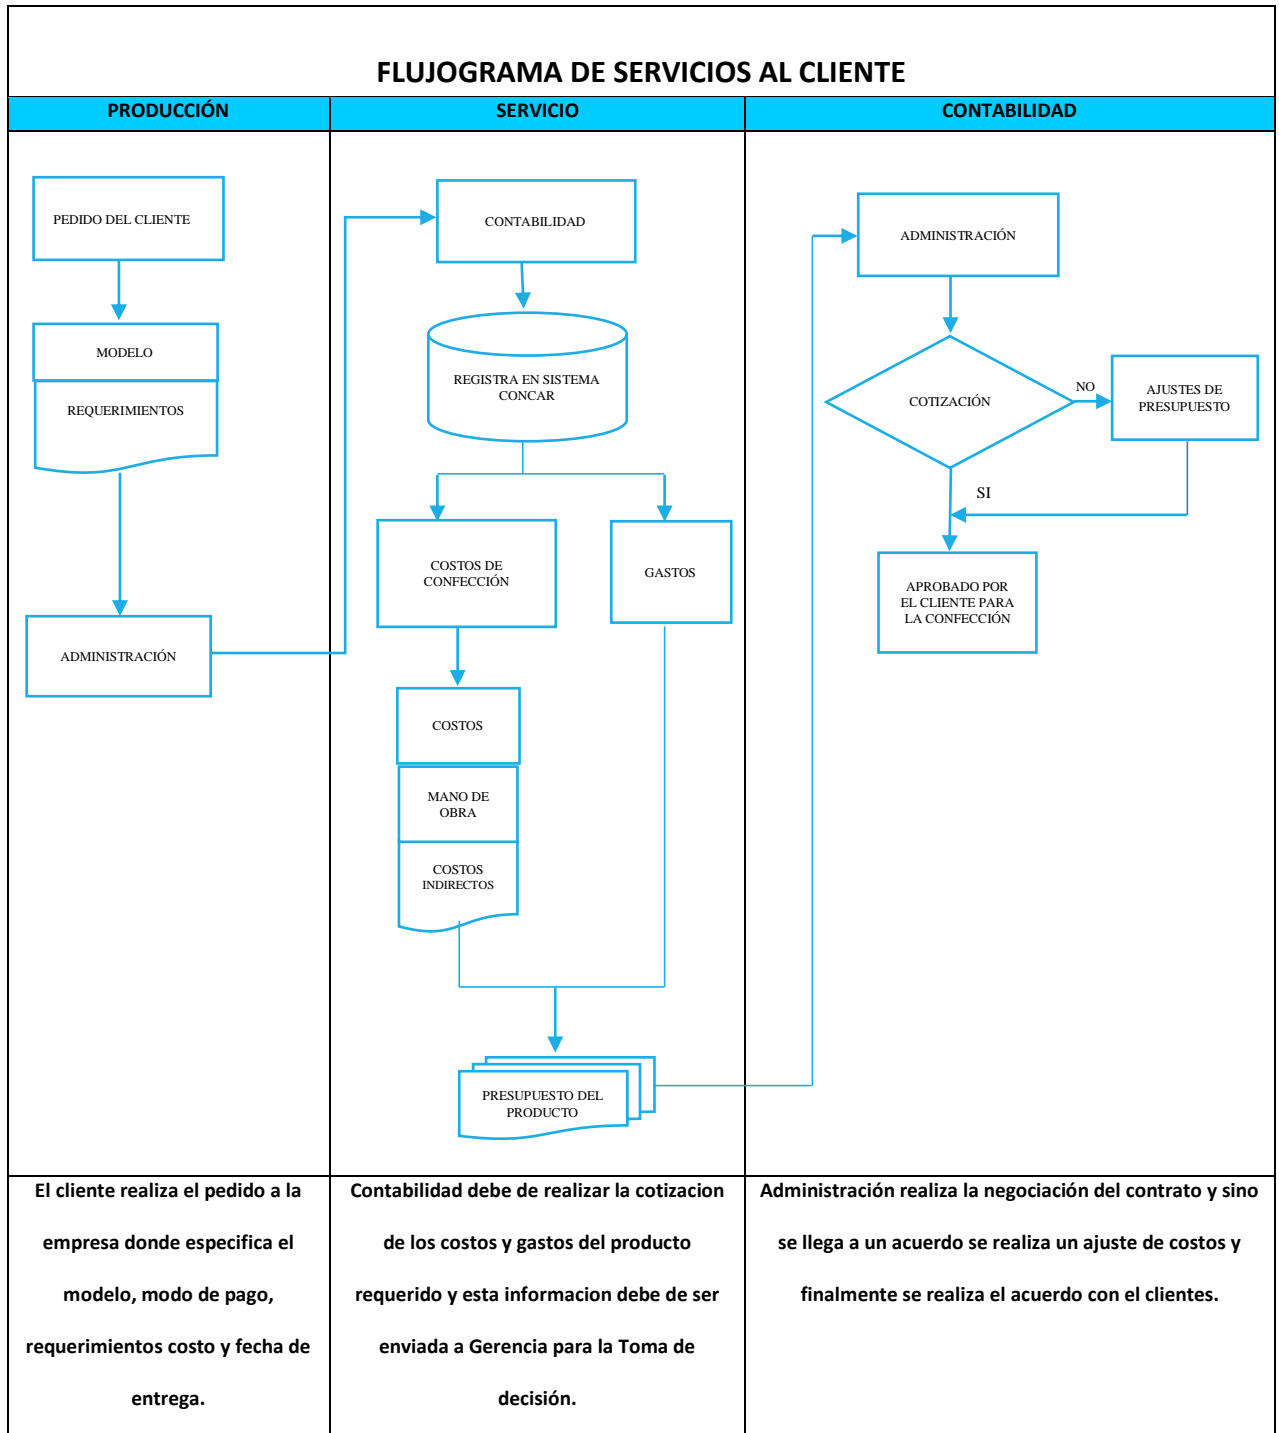 FLUJOGRAMA DE SERVICIOS AL CLIENTE
PRODUCCIÓN
SERVICIO
CONTABILIDAD
PEDIDO DEL CLIENTE
MODELO
REQUERIMIENTOS
ADMINISTRACIÓN
CONTABILIDAD
REGISTRA EN SISTEMA
CONCAR
COSTOS DE
CONFECCIÓN
GASTOS
COSTOS
MANO DE
OBRA
COSTOS
INDIRECTOS
PRESUPUESTO DEL
PRODUCTO
ADMINISTRACIÓN
COTIZACIÓN
NO
AJUSTES DE
PRESUPUESTO
SI
APROBADO POR
EL CLIENTE PARA
LA CONFECCIÓN
El cliente realiza el pedido a la
empresa donde especifica el
modelo, modo de pago,
requerimientos costo y fecha de
entrega.
Contabilidad debe de realizar la cotizacion
de los costos y gastos del producto
requerido y esta informacion debe de ser
enviada a Gerencia para la Toma de
decisión.
Administración realiza la negociación del contrato y sino
se llega a un acuerdo se realiza un ajuste de costos y
finalmente se realiza el acuerdo con el clientes.